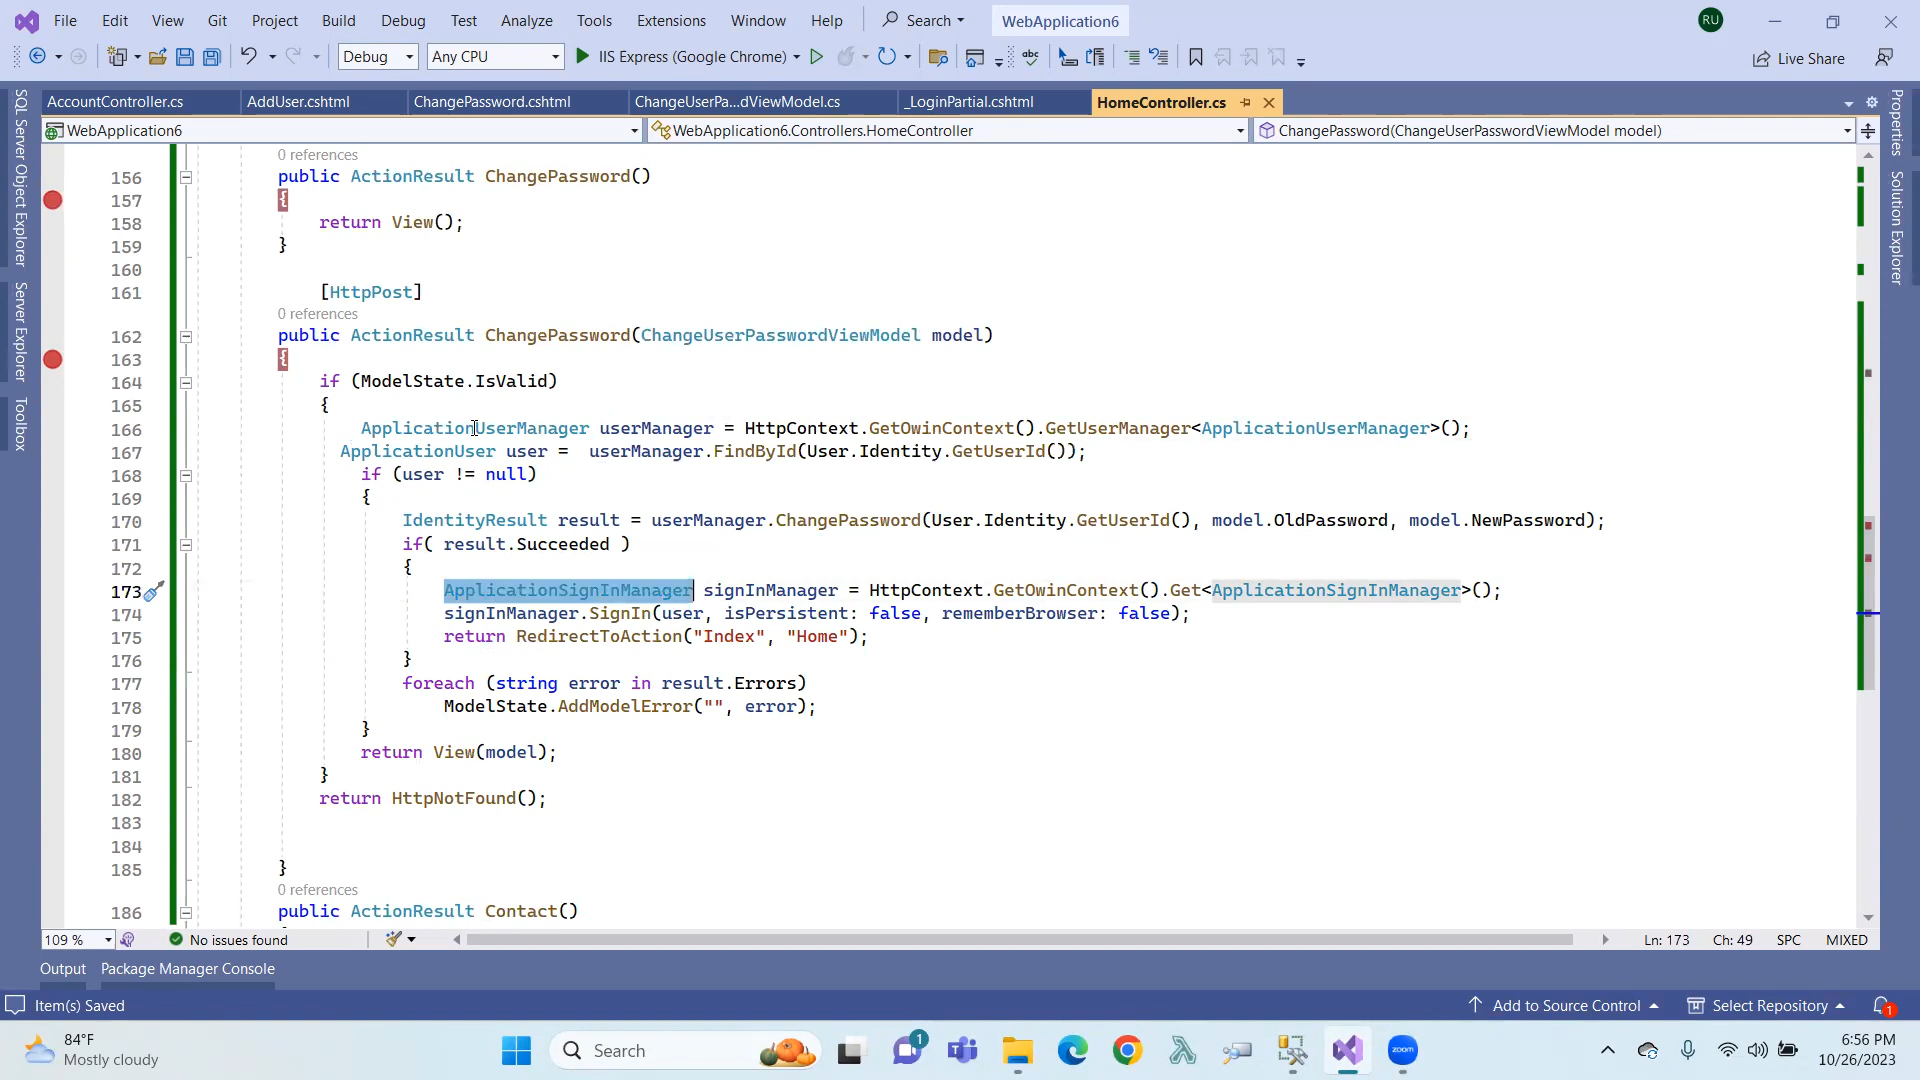 File Edit View Git Project Build Debug Test Analyze Tools Extensions Window Help Search WebApplication6 RU
Debug Any CPU IIS Express (Google Chrome) Live Share
AccountController.cs AddUser.cshtml ChangePassword.cshtml ChangeUserPa...dViewModel.cs _LoginPartial.cshtml HomeController.cs
WebApplication6 WebApplication6.Controllers.HomeController ChangePassword(ChangeUserPasswordViewModel model)
SQL Server Object Explorer
Server Explorer
Toolbox
Properties
Solution Explorer
0 references
156 public ActionResult ChangePassword()
157 {
158 return View();
159 }
160
161 [HttpPost]
0 references
162 public ActionResult ChangePassword(ChangeUserPasswordViewModel model)
163 {
164 if (ModelState.IsValid)
165 {
166 ApplicationUserManager userManager = HttpContext.GetOwinContext().GetUserManager<ApplicationUserManager>();
167 ApplicationUser user =  userManager.FindById(User.Identity.GetUserId());
168 if (user != null)
169 {
170 IdentityResult result = userManager.ChangePassword(User.Identity.GetUserId(), model.OldPassword, model.NewPassword);
171 if( result.Succeeded )
172 {
173 ApplicationSignInManager signInManager = HttpContext.GetOwinContext().Get<ApplicationSignInManager>();
174 signInManager.SignIn(user, isPersistent: false, rememberBrowser: false);
175 return RedirectToAction("Index", "Home");
176 }
177 foreach (string error in result.Errors)
178 ModelState.AddModelError("", error);
179 }
180 return View(model);
181 }
182 return HttpNotFound();
183
184
185 }
0 references
186 public ActionResult Contact()
109 % No issues found Ln: 173 Ch: 49 SPC MIXED
Output Package Manager Console
Item(s) Saved Add to Source Control Select Repository 1
84°F
Mostly cloudy
Search
1
zoom
6:56 PM
10/26/2023